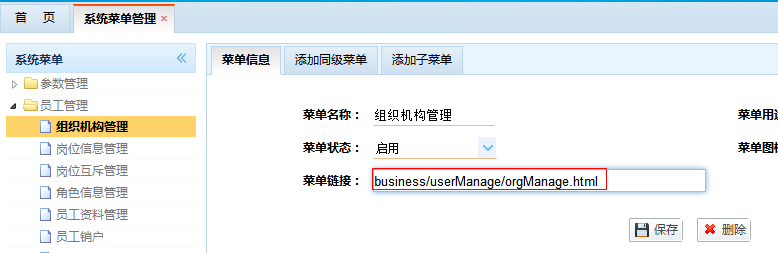 首 页 系统菜单管理 ×
系统菜单
菜单信息 添加同级菜单 添加子菜单
参数管理
员工管理
组织机构管理
岗位信息管理
岗位互斥管理
角色信息管理
员工资料管理
员工销户
菜单名称： 组织机构管理 菜单用
菜单状态： 启用 菜单图
菜单链接： business/userManage/orgManage.html
保存 删除